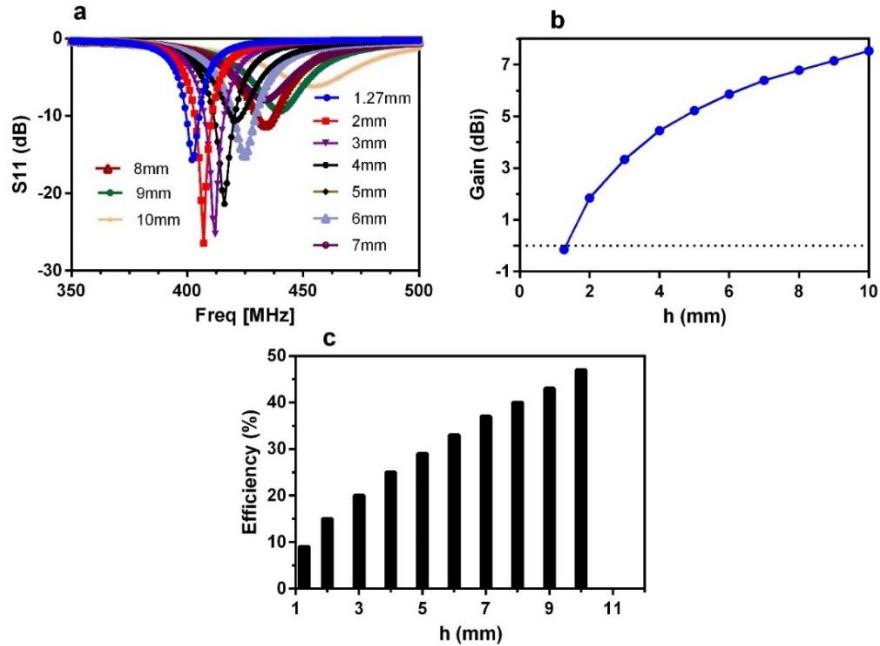 a
0
-10
-20
-30
S11 (dB)
350 400 450 500
Freq [MHz]
1.27mm
2mm
3mm
4mm
5mm
6mm
7mm
8mm
9mm
10mm
b
7
5
3
1
-1
Gain (dBi)
0 2 4 6 8 10
h (mm)
c
50
40
30
20
10
0
Efficiency (%)
1 3 5 7 9 11
h (mm)